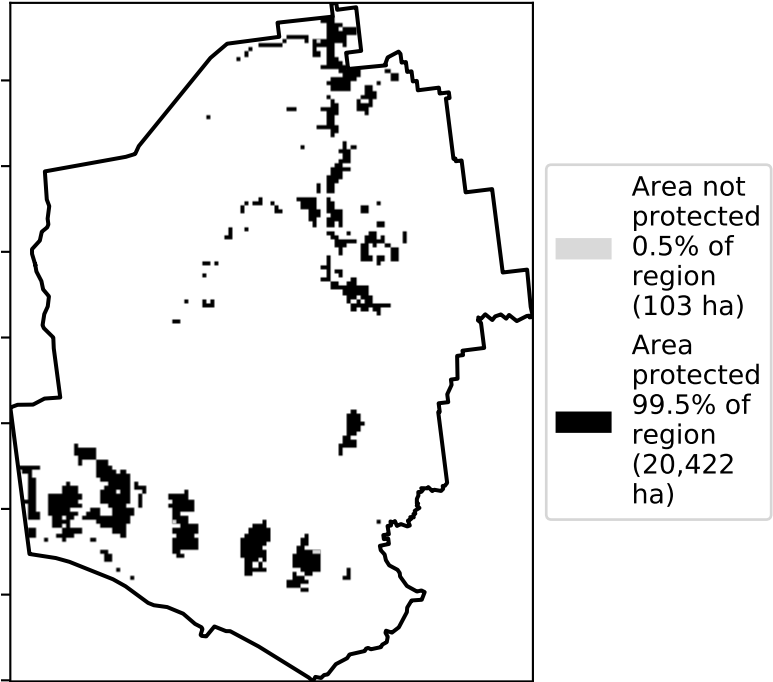 Area not
protected
0.5% of
region
(103 ha)
Area
protected
99.5% of
region
(20,422
ha)